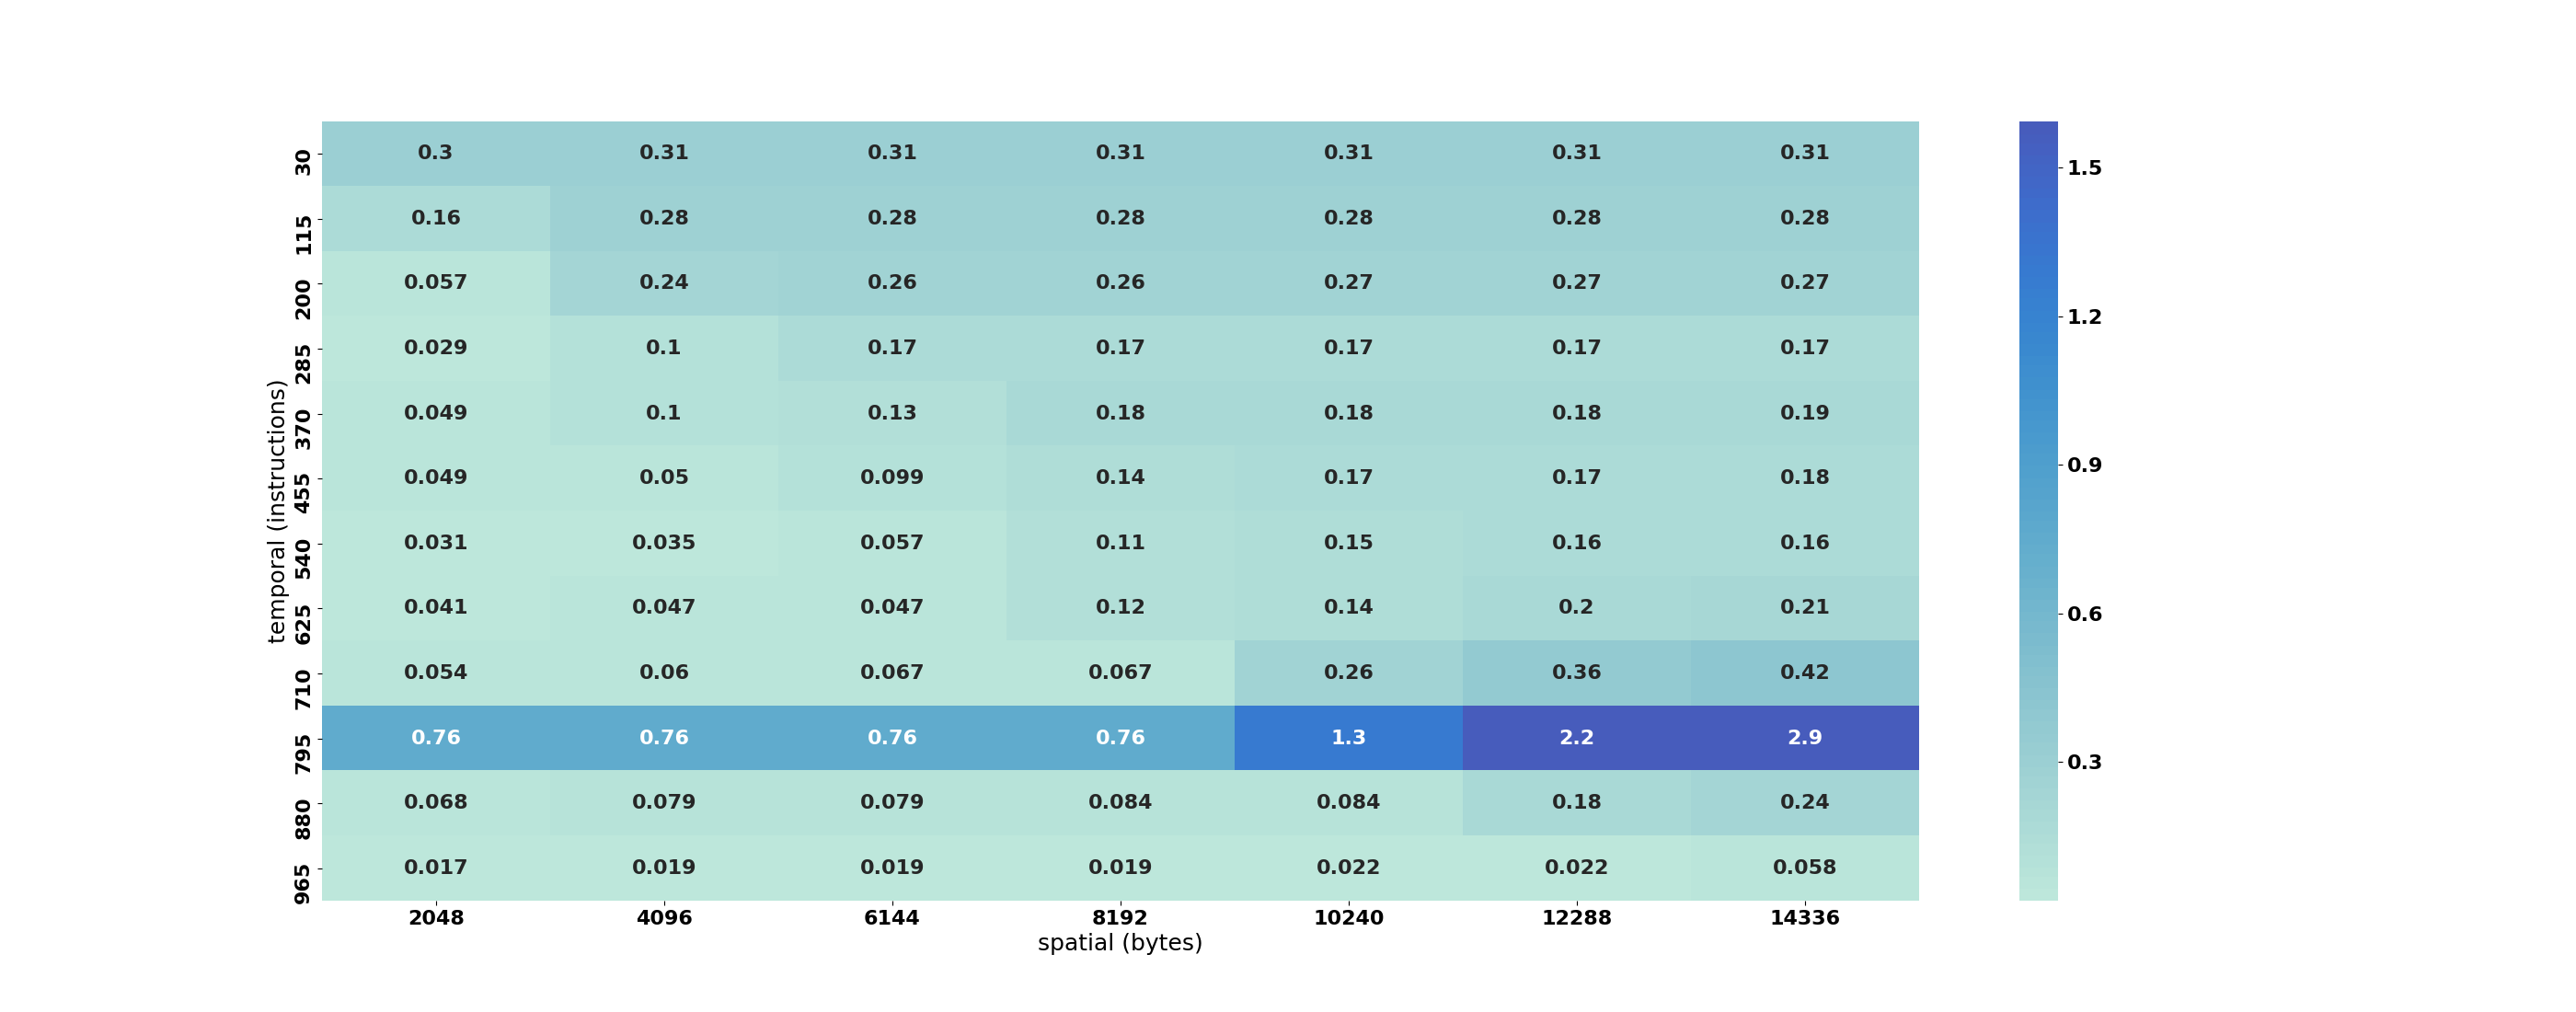 30 0.3 0.31 0.31 0.31 0.31 0.31 0.31
115 0.16 0.28 0.28 0.28 0.28 0.28 0.28
200 0.057 0.24 0.26 0.26 0.27 0.27 0.27
285 0.029 0.1 0.17 0.17 0.17 0.17 0.17
370 0.049 0.1 0.13 0.18 0.18 0.18 0.19
455 0.049 0.05 0.099 0.14 0.17 0.17 0.18
540 0.031 0.035 0.057 0.11 0.15 0.16 0.16
625 0.041 0.047 0.047 0.12 0.14 0.2 0.21
710 0.054 0.06 0.067 0.067 0.26 0.36 0.42
795 0.76 0.76 0.76 0.76 1.3 2.2 2.9
880 0.068 0.079 0.079 0.084 0.084 0.18 0.24
965 0.017 0.019 0.019 0.019 0.022 0.022 0.058
2048 4096 6144 8192 10240 12288 14336
spatial (bytes)
temporal (instructions)
1.5
1.2
0.9
0.6
0.3